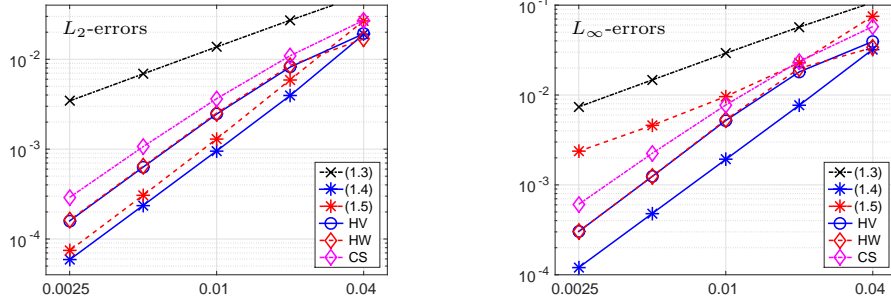 L₂-errors
10⁻²
10⁻³
10⁻⁴
(1.3)
(1.4)
(1.5)
HV
HW
CS
0.0025
0.01
0.04
L∞-errors
10⁻¹
10⁻²
10⁻³
10⁻⁴
(1.3)
(1.4)
(1.5)
HV
HW
CS
0.0025
0.01
0.04